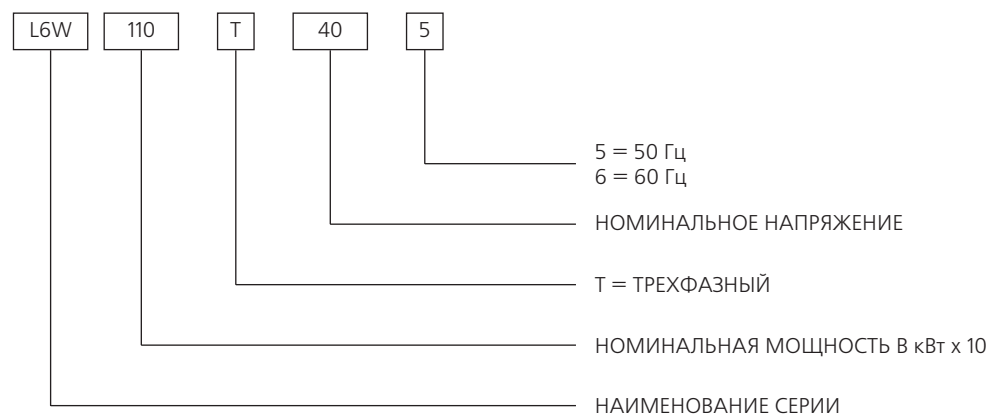 L6W 110 T 40 5
5 = 50 Гц
6 = 60 Гц
НОМИНАЛЬНОЕ НАПРЯЖЕНИЕ
Т = ТРЕХФАЗНЫЙ
НОМИНАЛЬНАЯ МОЩНОСТЬ В кВт x 10
НАИМЕНОВАНИЕ СЕРИИ